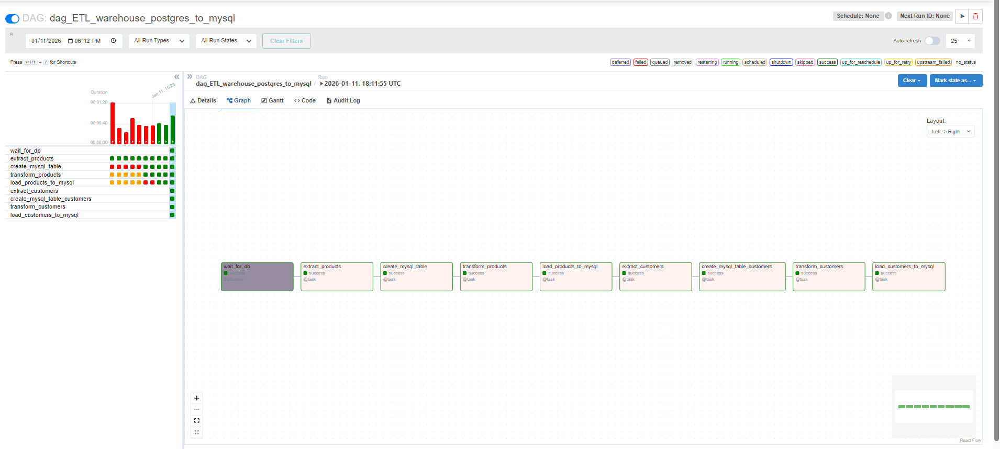 DAG: dag_ETL_warehouse_postgres_to_mysql
Schedule: None
Next Run ID: None
01/11/2026 06:12 PM
All Run Types
All Run States
Clear Filters
Auto-refresh
25
Press shift + / for Shortcuts
deferred
failed
queued
removed
restarting
running
scheduled
shutdown
skipped
success
up_for_reschedule
up_for_retry
upstream_failed
no_status
DAG
dag_ETL_warehouse_postgres_to_mysql
/
Run
2026-01-11, 18:11:55 UTC
Clear
Mark state as...
Details
Graph
Gantt
Code
Audit Log
Jan 11, 15:28
Duration
00:01:20
00:00:40
00:00:00
wait_for_db
extract_products
create_mysql_table
transform_products
load_products_to_mysql
extract_customers
create_mysql_table_customers
transform_customers
load_customers_to_mysql
Layout:
Left -> Right
wait_for_db
success
SqlSensor
extract_products
success
@task
create_mysql_table
success
@task
transform_products
success
@task
load_products_to_mysql
success
@task
extract_customers
success
@task
create_mysql_table_customers
success
@task
transform_customers
success
@task
load_customers_to_mysql
success
@task
React Flow